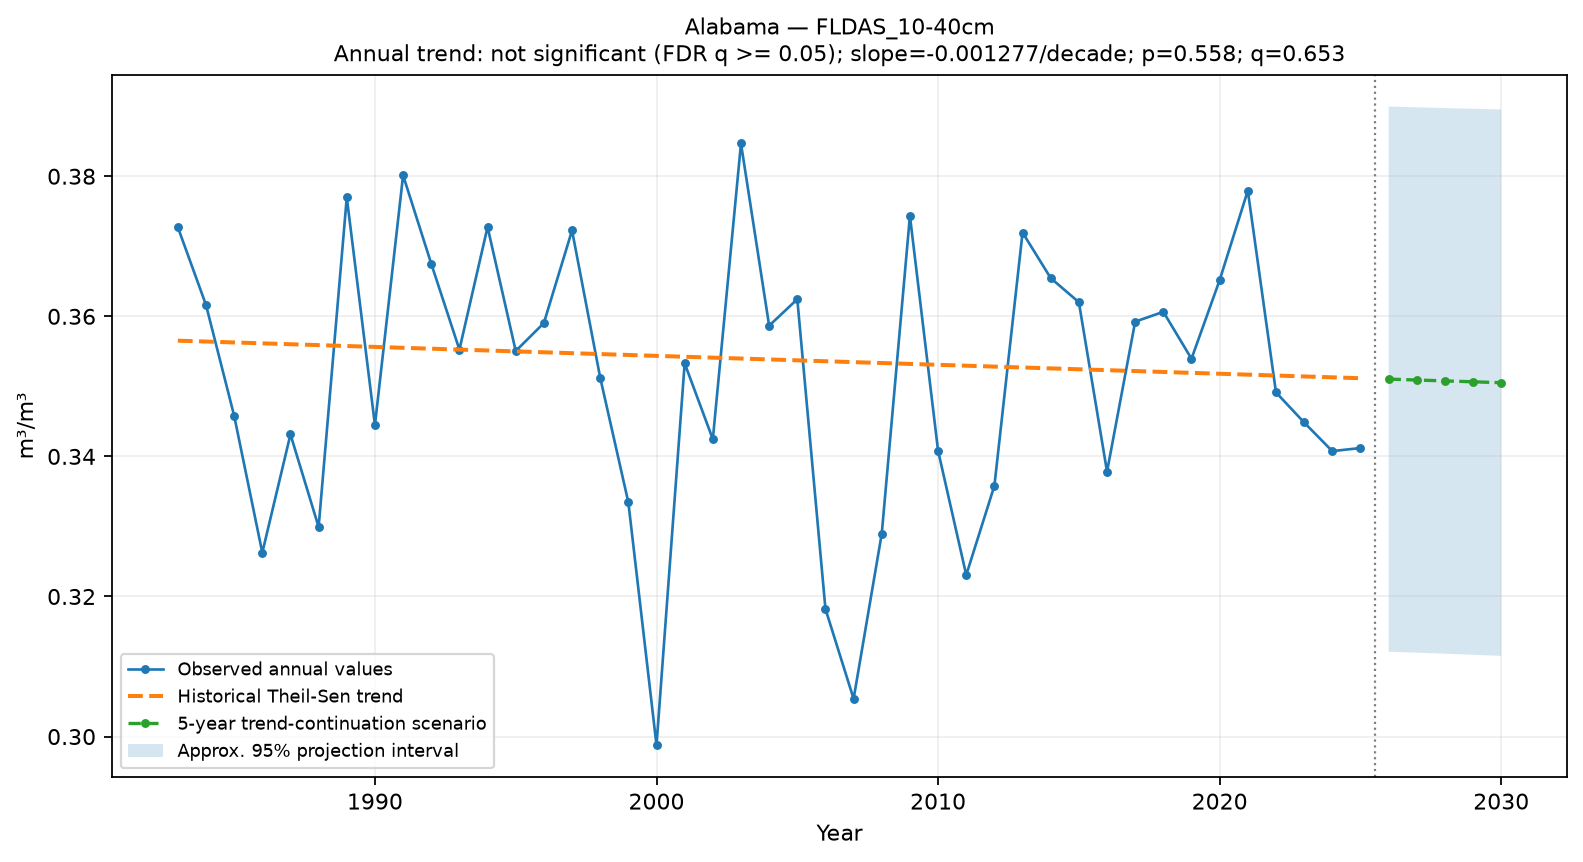 Alabama — FLDAS_10-40cm
Annual trend: not significant (FDR q >= 0.05); slope=-0.001277/decade; p=0.558; q=0.653
m³/m³
0.38
0.36
0.34
0.32
0.30
Observed annual values
Historical Theil-Sen trend
5-year trend-continuation scenario
Approx. 95% projection interval
1990
2000
2010
2020
2030
Year